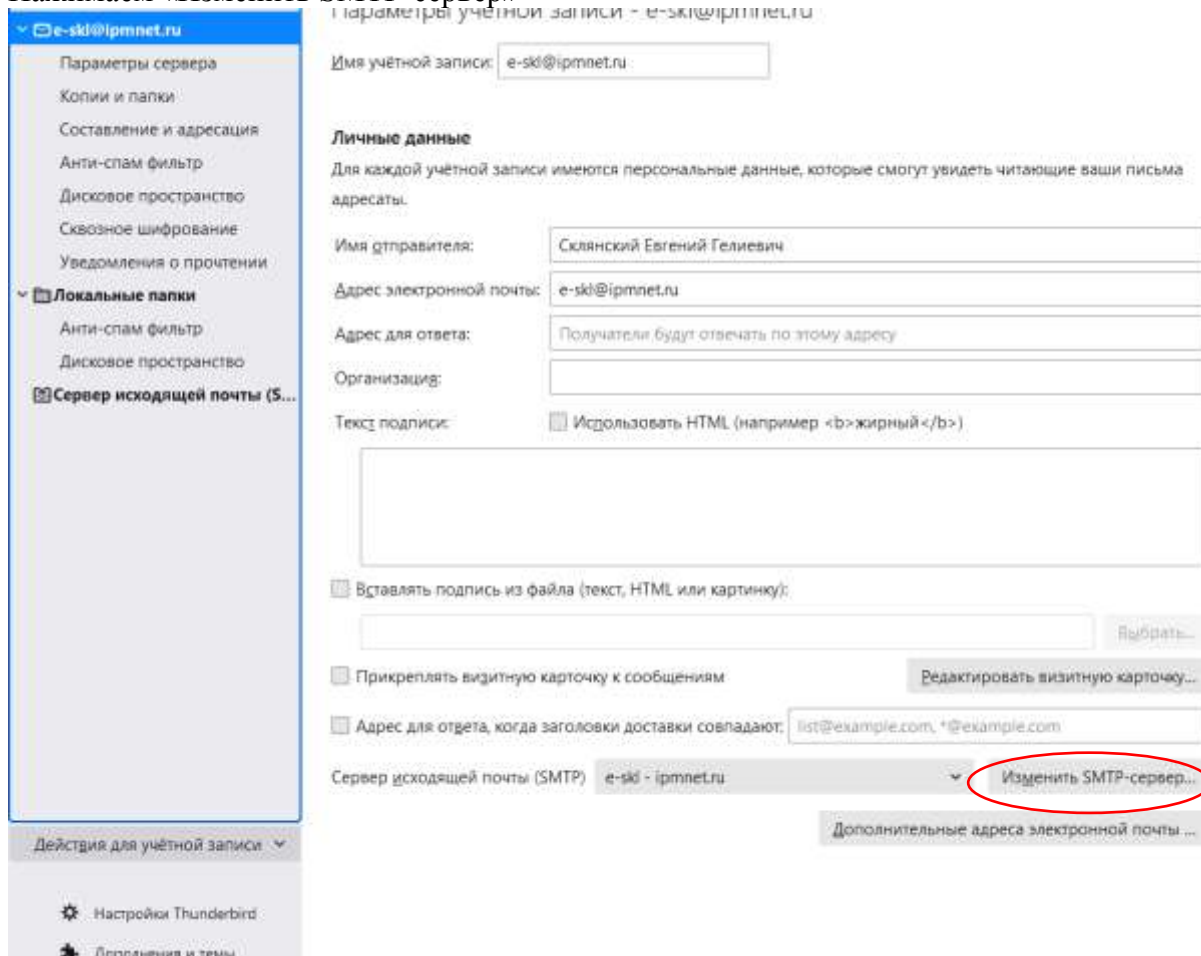 Нажимаем «Изменить SMTP-сервер»
Параметры учётной записи - e-skl@ipmnet.ru
e-skl@ipmnet.ru
Параметры сервера
Копии и папки
Составление и адресация
Анти-спам фильтр
Дисковое пространство
Сквозное шифрование
Уведомления о прочтении
Локальные папки
Анти-спам фильтр
Дисковое пространство
Сервер исходящей почты (S...
Действия для учётной записи
Настройки Thunderbird
Дополнения и темы
Имя учётной записи: e-skl@ipmnet.ru
Личные данные
Для каждой учётной записи имеются персональные данные, которые смогут увидеть читающие ваши письма
адресаты.
Имя отправителя: Склянский Евгений Гелиевич
Адрес электронной почты: e-skl@ipmnet.ru
Адрес для ответа: Получатели будут отвечать по этому адресу
Организация:
Текст подписи: Использовать HTML (например <b>жирный</b>)
Вставлять подпись из файла (текст, HTML или картинку):
Выбрать...
Прикреплять визитную карточку к сообщениям Редактировать визитную карточку...
Адрес для ответа, когда заголовки доставки совпадают: list@example.com, *@example.com
Сервер исходящей почты (SMTP) e-skl - ipmnet.ru Изменить SMTP-сервер...
Дополнительные адреса электронной почты ...